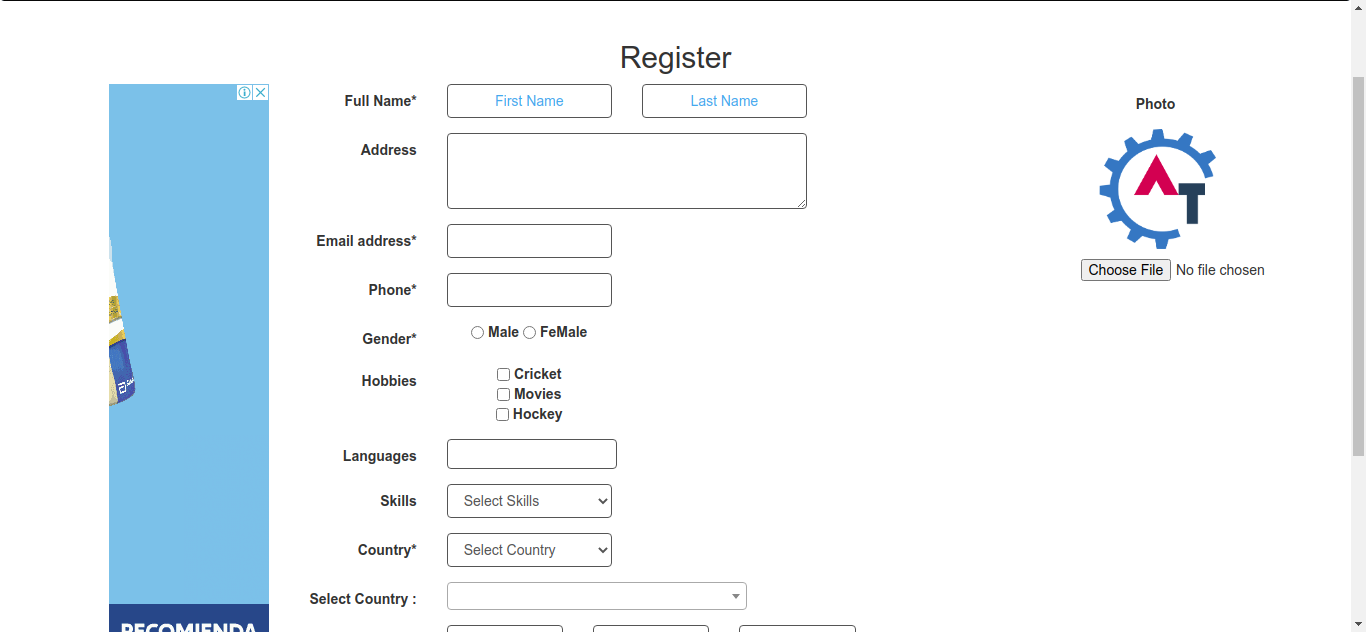 Register
Full Name*
First Name
Last Name
Photo
Address
Email address*
Choose File No file chosen
Phone*
Gender*
Male
FeMale
Hobbies
Cricket
Movies
Hockey
Languages
Skills
Select Skills
Country*
Select Country
Select Country :
RECOMIENDA
AT